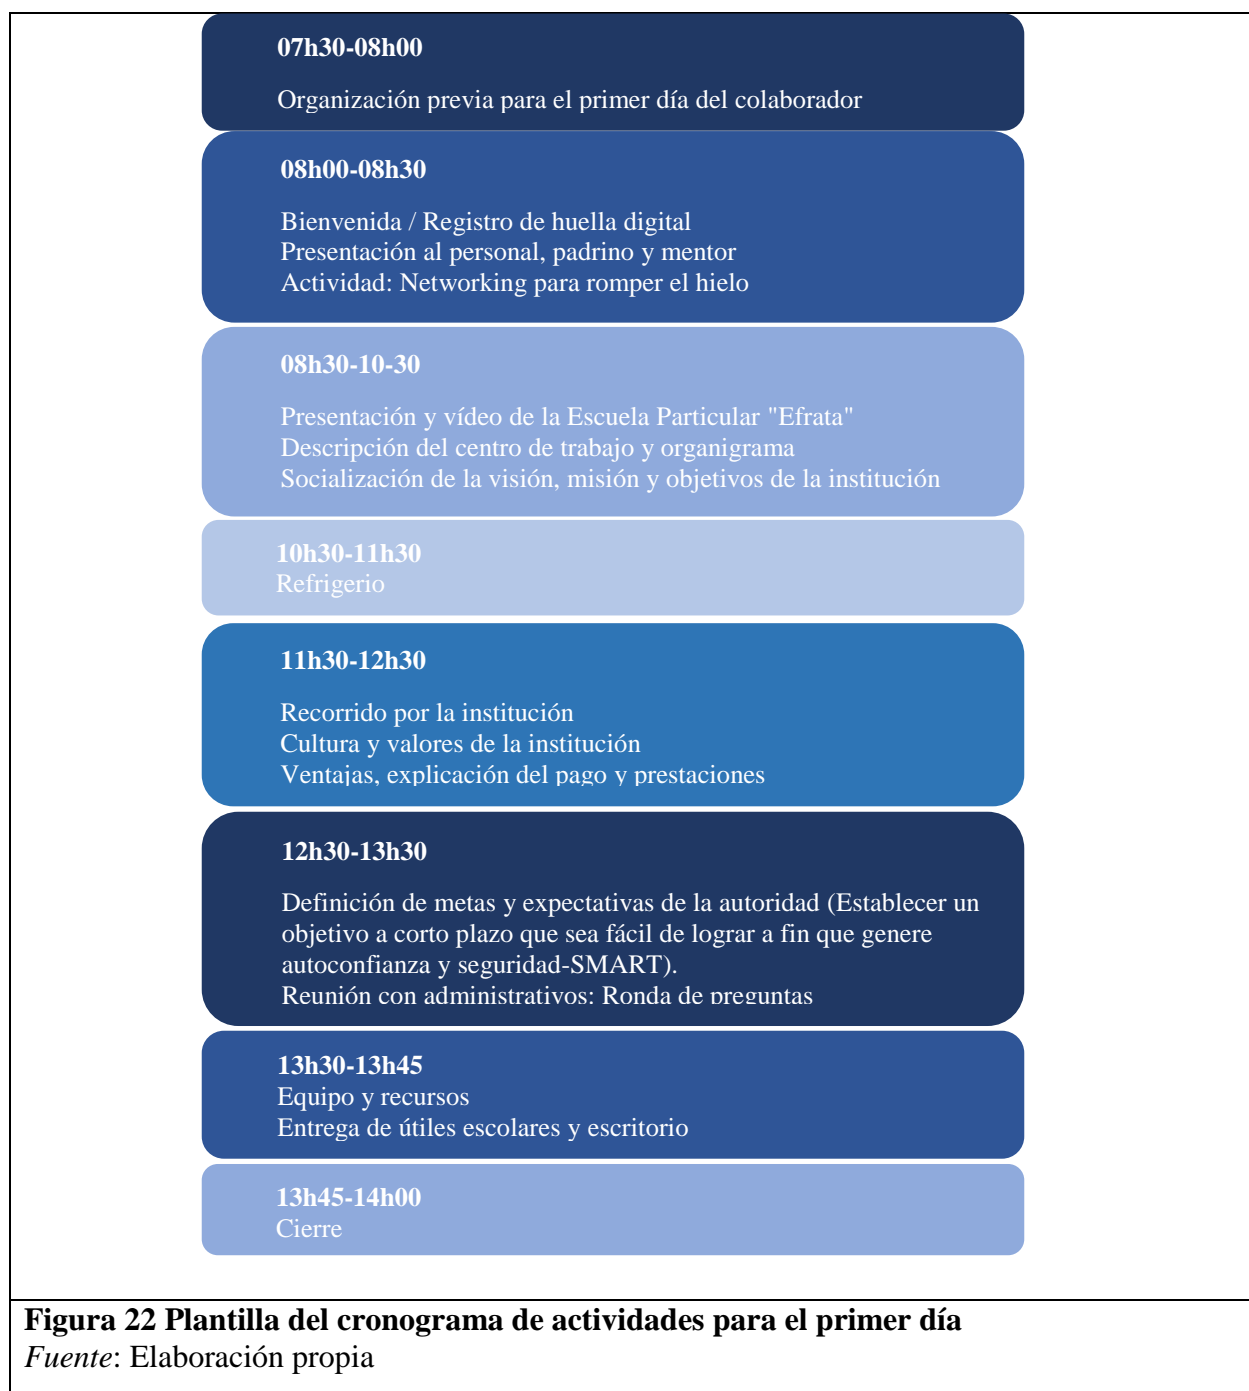 07h30-08h00
Organización previa para el primer día del colaborador
08h00-08h30
Bienvenida / Registro de huella digital
Presentación al personal, padrino y mentor
Actividad: Networking para romper el hielo
08h30-10-30
Presentación y vídeo de la Escuela Particular "Efrata"
Descripción del centro de trabajo y organigrama
Socialización de la visión, misión y objetivos de la institución
10h30-11h30
Refrigerio
11h30-12h30
Recorrido por la institución
Cultura y valores de la institución
Ventajas, explicación del pago y prestaciones
12h30-13h30
Definición de metas y expectativas de la autoridad (Establecer un
objetivo a corto plazo que sea fácil de lograr a fin que genere
autoconfianza y seguridad-SMART).
Reunión con administrativos: Ronda de preguntas
13h30-13h45
Equipo y recursos
Entrega de útiles escolares y escritorio
13h45-14h00
Cierre
Figura 22 Plantilla del cronograma de actividades para el primer día
Fuente: Elaboración propia